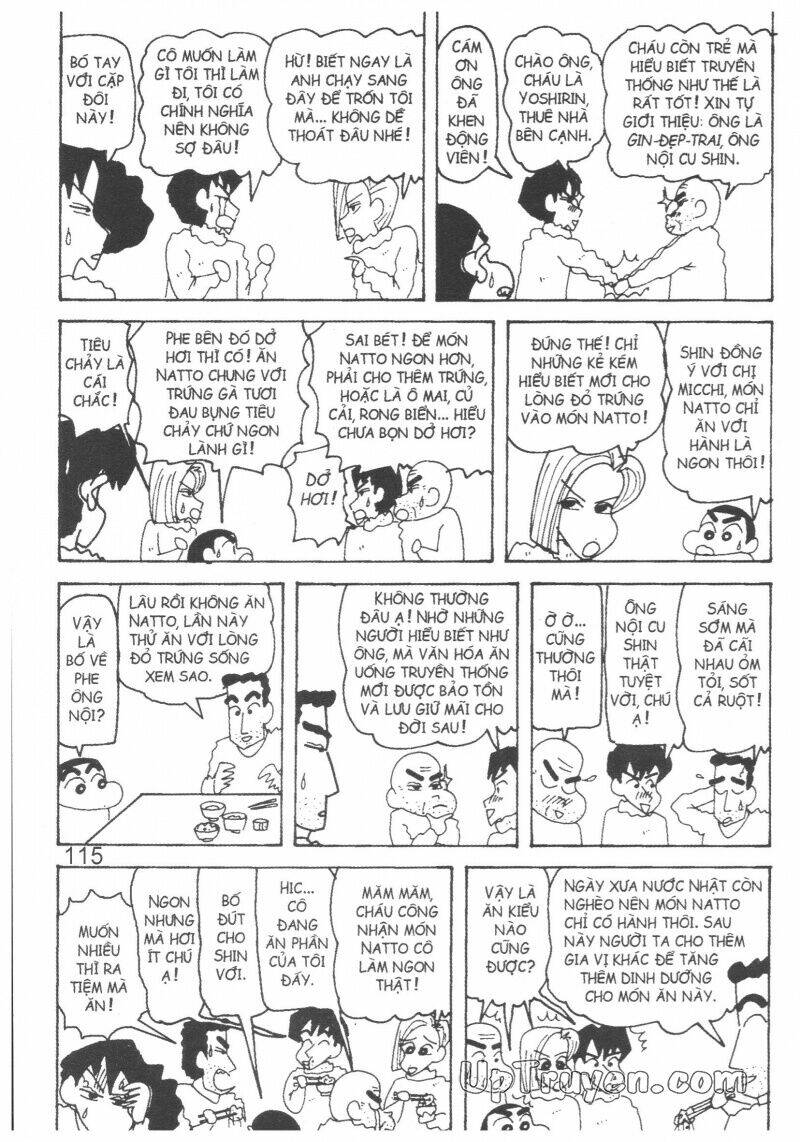 CHÁU CÒN TRẺ MÀ
HIỂU BIẾT TRUYỀN
THỐNG NHƯ THẾ LÀ
RẤT TỐT! XIN TỰ
GIỚI THIỆU: ÔNG LÀ
GIN-ĐẸP-TRAI, ÔNG
NỘI CU SHIN.
CHÀO ÔNG,
CHÁU LÀ
YOSHIRIN,
THUÊ NHÀ
BÊN CẠNH.
CÁM
ƠN
ÔNG
ĐÃ
KHEN
ĐỘNG
VIÊN!
HỪ! BIẾT NGAY LÀ
ANH CHẠY SANG
ĐÂY ĐỂ TRỐN TÔI
MÀ... KHÔNG DỄ
THOÁT ĐÂU NHÉ!
CÔ MUỐN LÀM
GÌ TÔI THÌ LÀM
ĐI, TÔI CÓ
CHÍNH NGHĨA
NÊN KHÔNG
SỢ ĐÂU!
BÓ TAY
VỚI CẶP
ĐÔI
NÀY!
SHIN ĐỒNG
Ý VỚI CHỊ
MICCHI, MÓN
NATTO CHỈ
ĂN VỚI
HÀNH LÀ
NGON THÔI!
ĐÚNG THẾ! CHỈ
NHỮNG KẺ KÉM
HIỂU BIẾT MỚI CHO
LÒNG ĐỎ TRỨNG
VÀO MÓN NATTO!
SAI BÉT! ĐỂ MÓN
NATTO NGON HƠN,
PHẢI CHO THÊM TRỨNG,
HOẶC LÀ Ô MAI, CỦ
CẢI, RONG BIỂN... HIỂU
CHƯA BỌN DỞ HƠI?
DỞ
HƠI!
PHE BÊN ĐÓ DỞ
HƠI THÌ CÓ! ĂN
NATTO CHUNG VỚI
TRỨNG GÀ TƯƠI
ĐAU BỤNG TIÊU
CHẢY CHỨ NGON
LÀNH GÌ!
TIÊU
CHẢY LÀ
CÁI
CHẮC!
SÁNG
SỚM MÀ
ĐÃ CÃI
NHAU ỎM
TỎI, SỐT
CẢ RUỘT!
ÔNG
NỘI CU
SHIN
THẬT
TUYỆT
VỜI, CHÚ
Ạ!
Ờ Ờ...
CŨNG
THƯỜNG
THÔI
MÀ!
KHÔNG THƯỜNG
ĐÂU Ạ! NHỜ NHỮNG
NGƯỜI HIỂU BIẾT NHƯ
ÔNG, MÀ VĂN HÓA ĂN
UỐNG TRUYỀN THỐNG
MỚI ĐƯỢC BẢO TỒN
VÀ LƯU GIỮ MÃI CHO
ĐỜI SAU!
LÂU RỒI KHÔNG ĂN
NATTO, LẦN NÀY
THỬ ĂN VỚI LÒNG
ĐỎ TRỨNG SỐNG
XEM SAO.
VẬY
LÀ
BỐ VỀ
PHE
ÔNG
NỘI?
115
NGÀY XƯA NƯỚC NHẬT CÒN
NGHÈO NÊN MÓN NATTO
CHỈ CÓ HÀNH THÔI. SAU
NÀY NGƯỜI TA CHO THÊM
GIA VỊ KHÁC ĐỂ TĂNG
THÊM DINH DƯỠNG
CHO MÓN ĂN NÀY.
VẬY LÀ
ĂN KIỂU
NÀO
CŨNG
ĐƯỢC?
MĂM MĂM,
CHÁU CÔNG
NHẬN MÓN
NATTO CÔ
LÀM NGON
THẬT!
HIC...
CÔ
ĐANG
ĂN PHẦN
CỦA TÔI
ĐẤY.
BỐ
ĐÚT
CHO
SHIN
VỚI.
NGON
NHƯNG
MÀ HƠI
ÍT CHÚ
Ạ!
MUỐN
NHIỀU
THÌ RA
TIỆM MÀ
ĂN!
UpTruyen.com